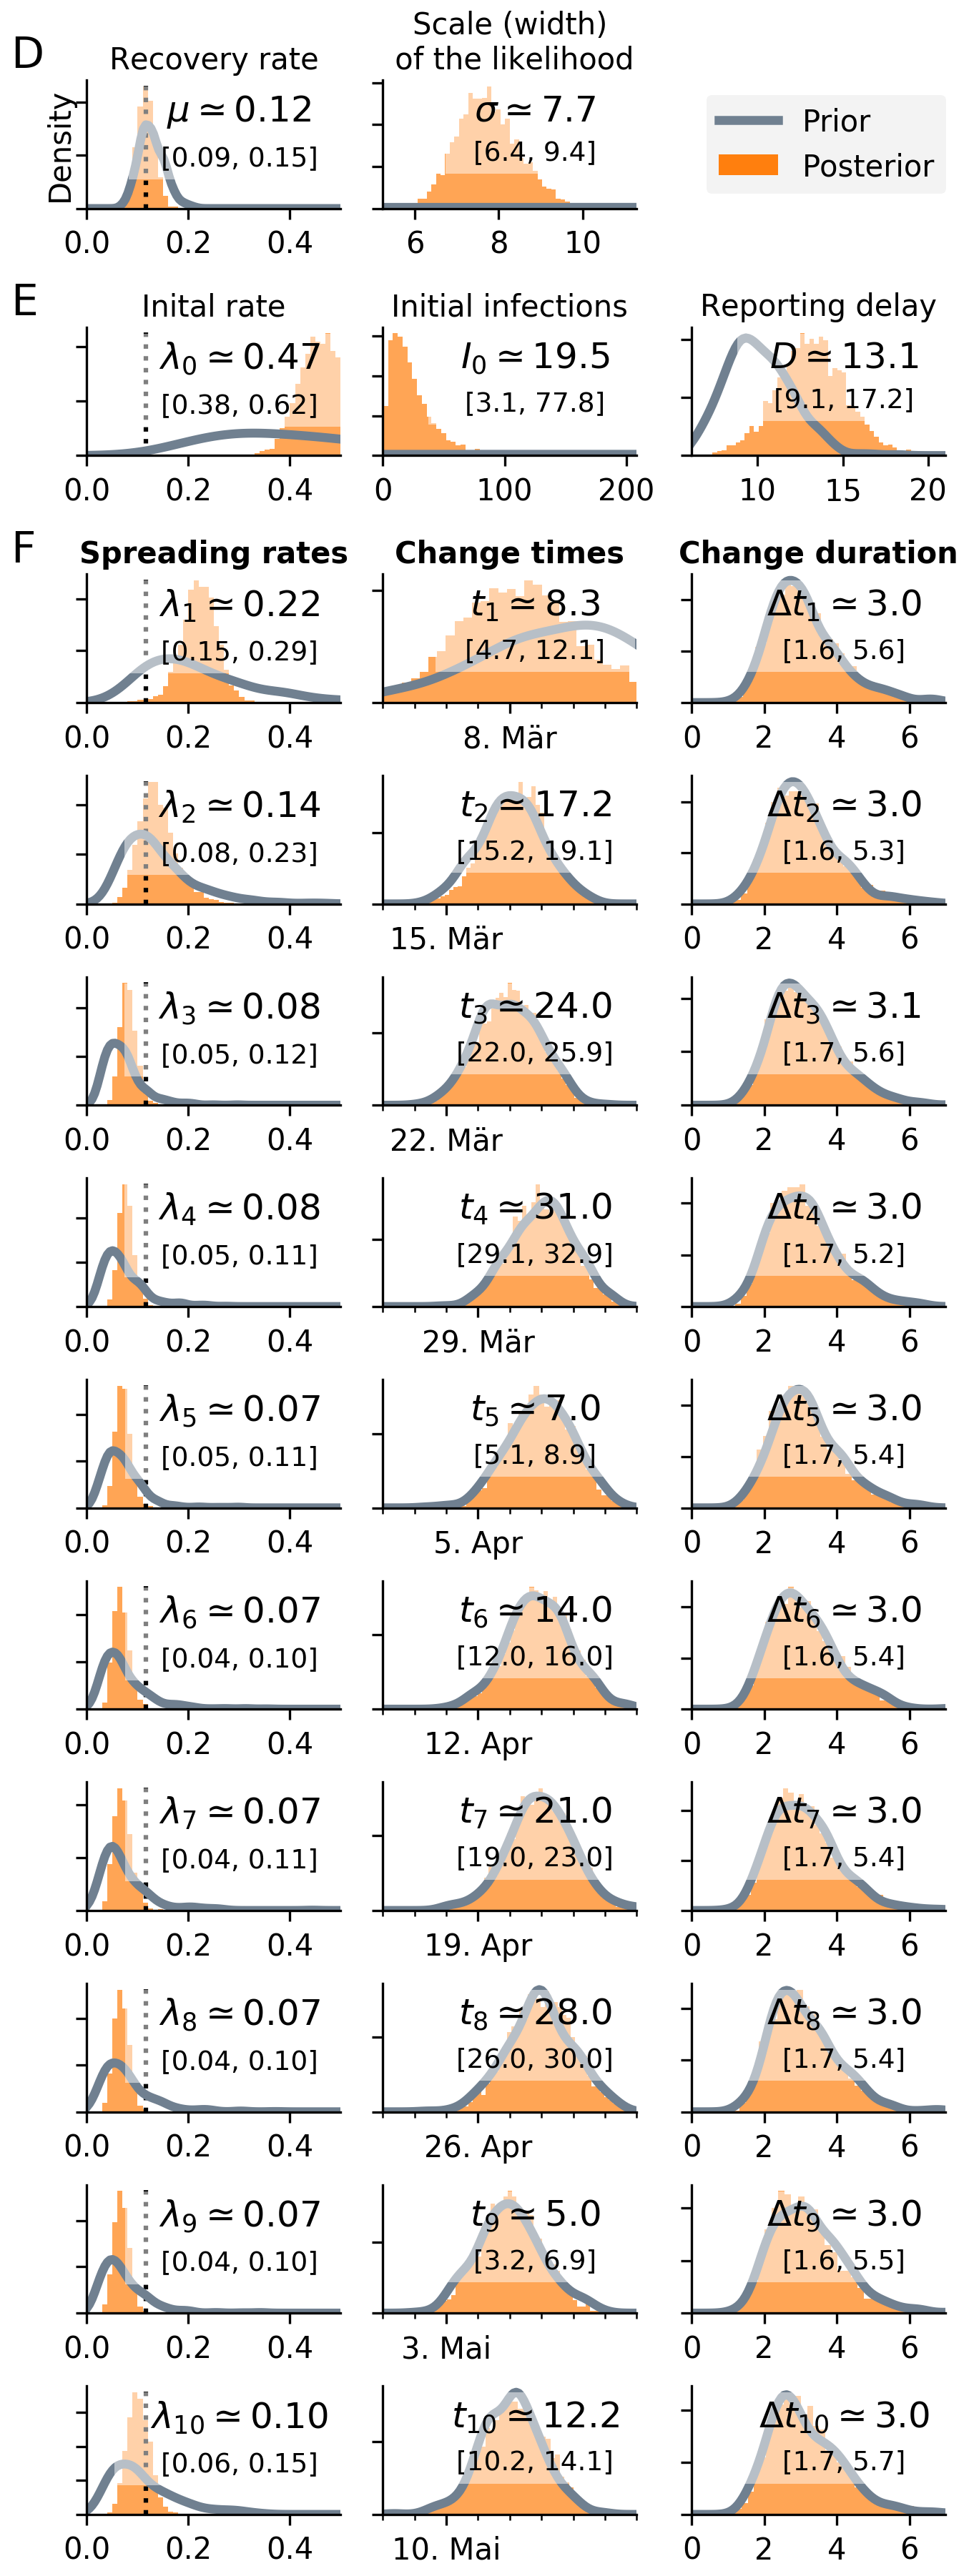 D
Recovery rate
Scale (width)
of the likelihood
Density
μ ≃ 0.12
[0.09, 0.15]
0.0 0.2 0.4
σ ≃ 7.7
[6.4, 9.4]
6 8 10
Prior
Posterior
E
Inital rate
λ0 ≃ 0.47
[0.38, 0.62]
0.0 0.2 0.4
Initial infections
I0 ≃ 19.5
[3.1, 77.8]
0 100 200
Reporting delay
D ≃ 13.1
[9.1, 17.2]
10 15 20
F
Spreading rates
Change times
Change duration
λ1 ≃ 0.22
[0.15, 0.29]
0.0 0.2 0.4
t1 ≃ 8.3
[4.7, 12.1]
8. Mär
Δt1 ≃ 3.0
[1.6, 5.6]
0 2 4 6
λ2 ≃ 0.14
[0.08, 0.23]
0.0 0.2 0.4
t2 ≃ 17.2
[15.2, 19.1]
15. Mär
Δt2 ≃ 3.0
[1.6, 5.3]
0 2 4 6
λ3 ≃ 0.08
[0.05, 0.12]
0.0 0.2 0.4
t3 ≃ 24.0
[22.0, 25.9]
22. Mär
Δt3 ≃ 3.1
[1.7, 5.6]
0 2 4 6
λ4 ≃ 0.08
[0.05, 0.11]
0.0 0.2 0.4
t4 ≃ 31.0
[29.1, 32.9]
29. Mär
Δt4 ≃ 3.0
[1.7, 5.2]
0 2 4 6
λ5 ≃ 0.07
[0.05, 0.11]
0.0 0.2 0.4
t5 ≃ 7.0
[5.1, 8.9]
5. Apr
Δt5 ≃ 3.0
[1.7, 5.4]
0 2 4 6
λ6 ≃ 0.07
[0.04, 0.10]
0.0 0.2 0.4
t6 ≃ 14.0
[12.0, 16.0]
12. Apr
Δt6 ≃ 3.0
[1.6, 5.4]
0 2 4 6
λ7 ≃ 0.07
[0.04, 0.11]
0.0 0.2 0.4
t7 ≃ 21.0
[19.0, 23.0]
19. Apr
Δt7 ≃ 3.0
[1.7, 5.4]
0 2 4 6
λ8 ≃ 0.07
[0.04, 0.10]
0.0 0.2 0.4
t8 ≃ 28.0
[26.0, 30.0]
26. Apr
Δt8 ≃ 3.0
[1.7, 5.4]
0 2 4 6
λ9 ≃ 0.07
[0.04, 0.10]
0.0 0.2 0.4
t9 ≃ 5.0
[3.2, 6.9]
3. Mai
Δt9 ≃ 3.0
[1.6, 5.5]
0 2 4 6
λ10 ≃ 0.10
[0.06, 0.15]
0.0 0.2 0.4
t10 ≃ 12.2
[10.2, 14.1]
10. Mai
Δt10 ≃ 3.0
[1.7, 5.7]
0 2 4 6